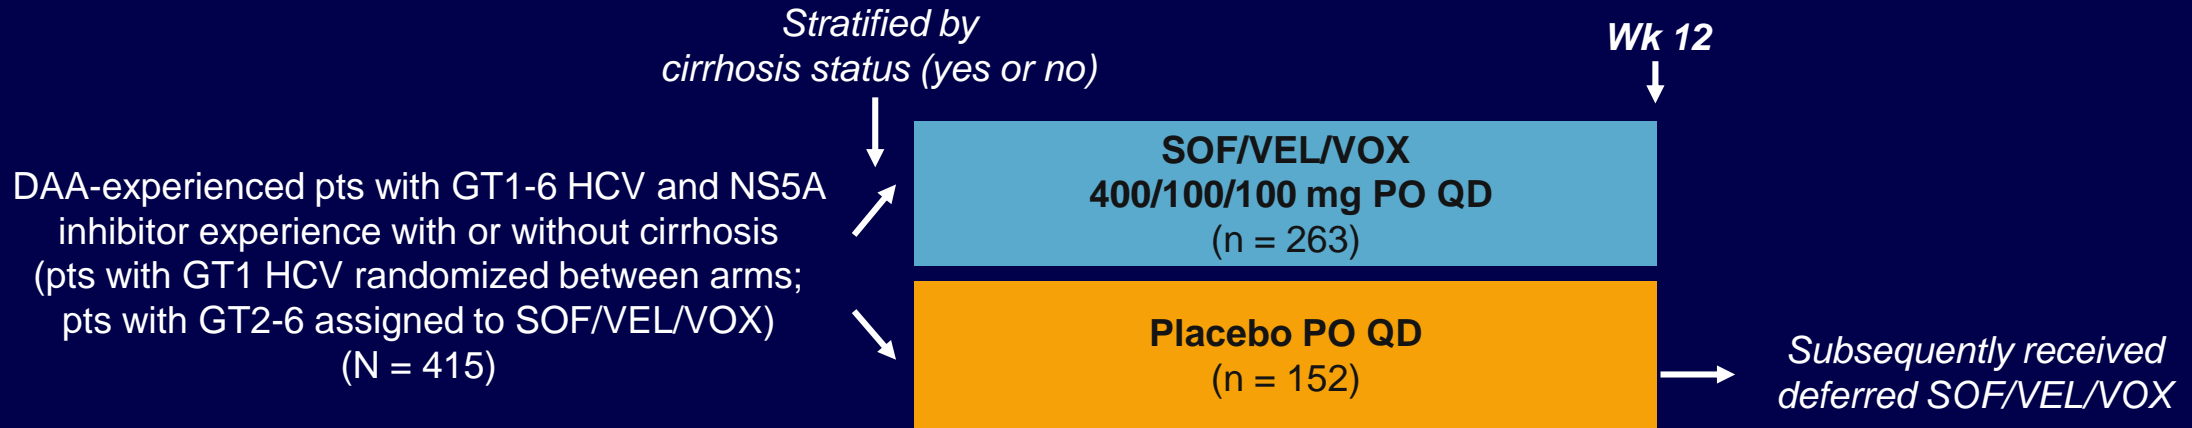 Stratified by
cirrhosis status (yes or no)
Wk 12
DAA-experienced pts with GT1-6 HCV and NS5A
inhibitor experience with or without cirrhosis
(pts with GT1 HCV randomized between arms;
pts with GT2-6 assigned to SOF/VEL/VOX)
(N = 415)
SOF/VEL/VOX
400/100/100 mg PO QD
(n = 263)
Placebo PO QD
(n = 152)
Subsequently received
deferred SOF/VEL/VOX